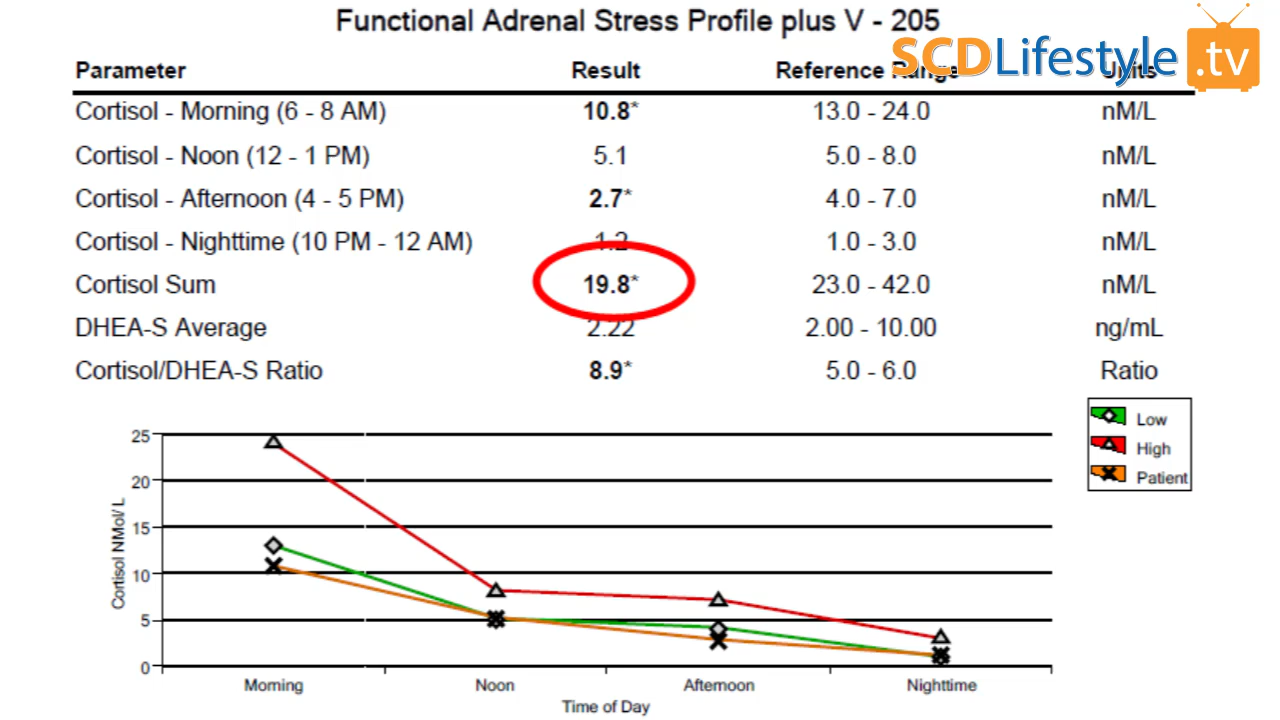 Functional Adrenal Stress Profile plus V - 205
SCDLifestyle .tv
Parameter Result Reference Range Units
Cortisol - Morning (6 - 8 AM) 10.8* 13.0 - 24.0 nM/L
Cortisol - Noon (12 - 1 PM) 5.1 5.0 - 8.0 nM/L
Cortisol - Afternoon (4 - 5 PM) 2.7* 4.0 - 7.0 nM/L
Cortisol - Nighttime (10 PM - 12 AM) 1.2 1.0 - 3.0 nM/L
Cortisol Sum 19.8* 23.0 - 42.0 nM/L
DHEA-S Average 2.22 2.00 - 10.00 ng/mL
Cortisol/DHEA-S Ratio 8.9* 5.0 - 6.0 Ratio
Low
High
Patient
Cortisol NMol/ L
25
20
15
10
5
0
Morning Noon Afternoon Nighttime
Time of Day